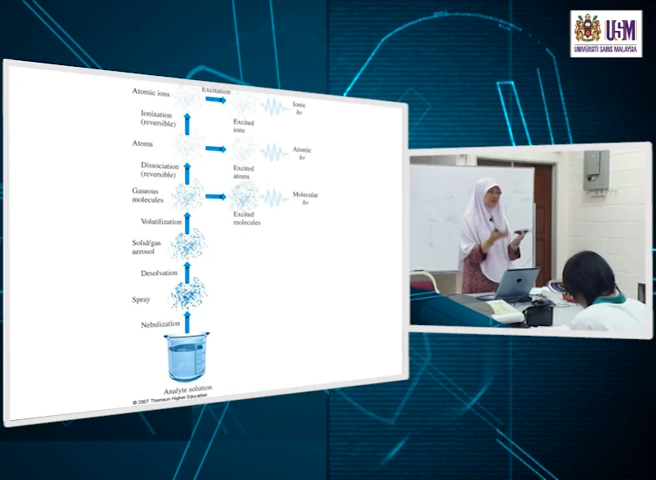 USM
UNIVERSITI SAINS MALAYSIA
Excitation
Atomic ions
Ionic
hν
Ionization
(reversible)
Excited
ions
Atoms
Atomic
hν
Dissociation
(reversible)
Excited
atoms
Gaseous
molecules
Molecular
hν
Excited
molecules
Volatilization
Solid/gas
aerosol
Desolvation
Spray
Nebulization
Analyte solution
© 2007 Thomson Higher Education